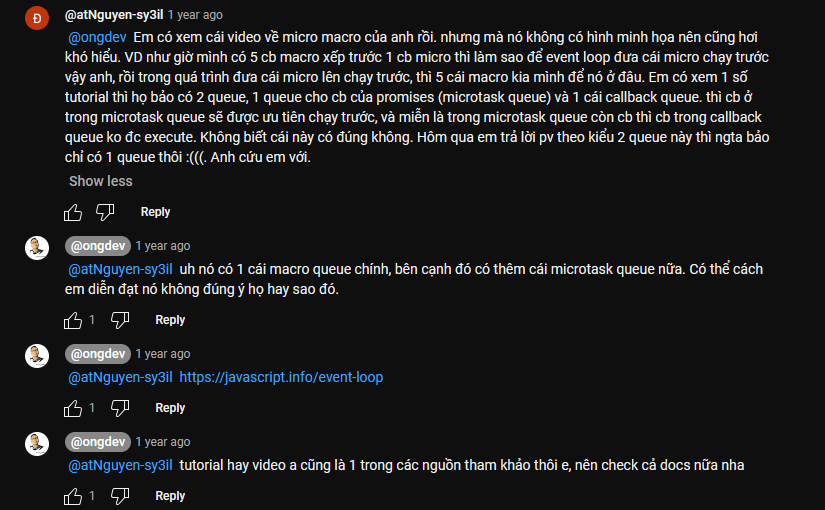 Đ
@atNguyen-sy3il 1 year ago
@ongdev Em có xem cái video về micro macro của anh rồi. nhưng mà nó không có hình minh họa nên cũng hơi
khó hiểu. VD như giờ mình có 5 cb macro xếp trước 1 cb micro thì làm sao để event loop đưa cái micro chạy trước
vậy anh, rồi trong quá trình đưa cái micro lên chạy trước, thì 5 cái macro kia mình để nó ở đâu. Em có xem 1 số
tutorial thì họ bảo có 2 queue, 1 queue cho cb của promises (microtask queue) và 1 cái callback queue. thì cb ở
trong microtask queue sẽ được ưu tiên chạy trước, và miễn là trong microtask queue còn cb thì cb trong callback
queue ko đc execute. Không biết cái này có đúng không. Hôm qua em trả lời pv theo kiểu 2 queue này thì ngta bảo
chỉ có 1 queue thôi :(((. Anh cứu em với.
Show less
Reply
@ongdev 1 year ago
@atNguyen-sy3il uh nó có 1 cái macro queue chính, bên cạnh đó có thêm cái microtask queue nữa. Có thể cách
em diễn đạt nó không đúng ý họ hay sao đó.
1 Reply
@ongdev 1 year ago
@atNguyen-sy3il https://javascript.info/event-loop
1 Reply
@ongdev 1 year ago
@atNguyen-sy3il tutorial hay video a cũng là 1 trong các nguồn tham khảo thôi e, nên check cả docs nữa nha
1 Reply